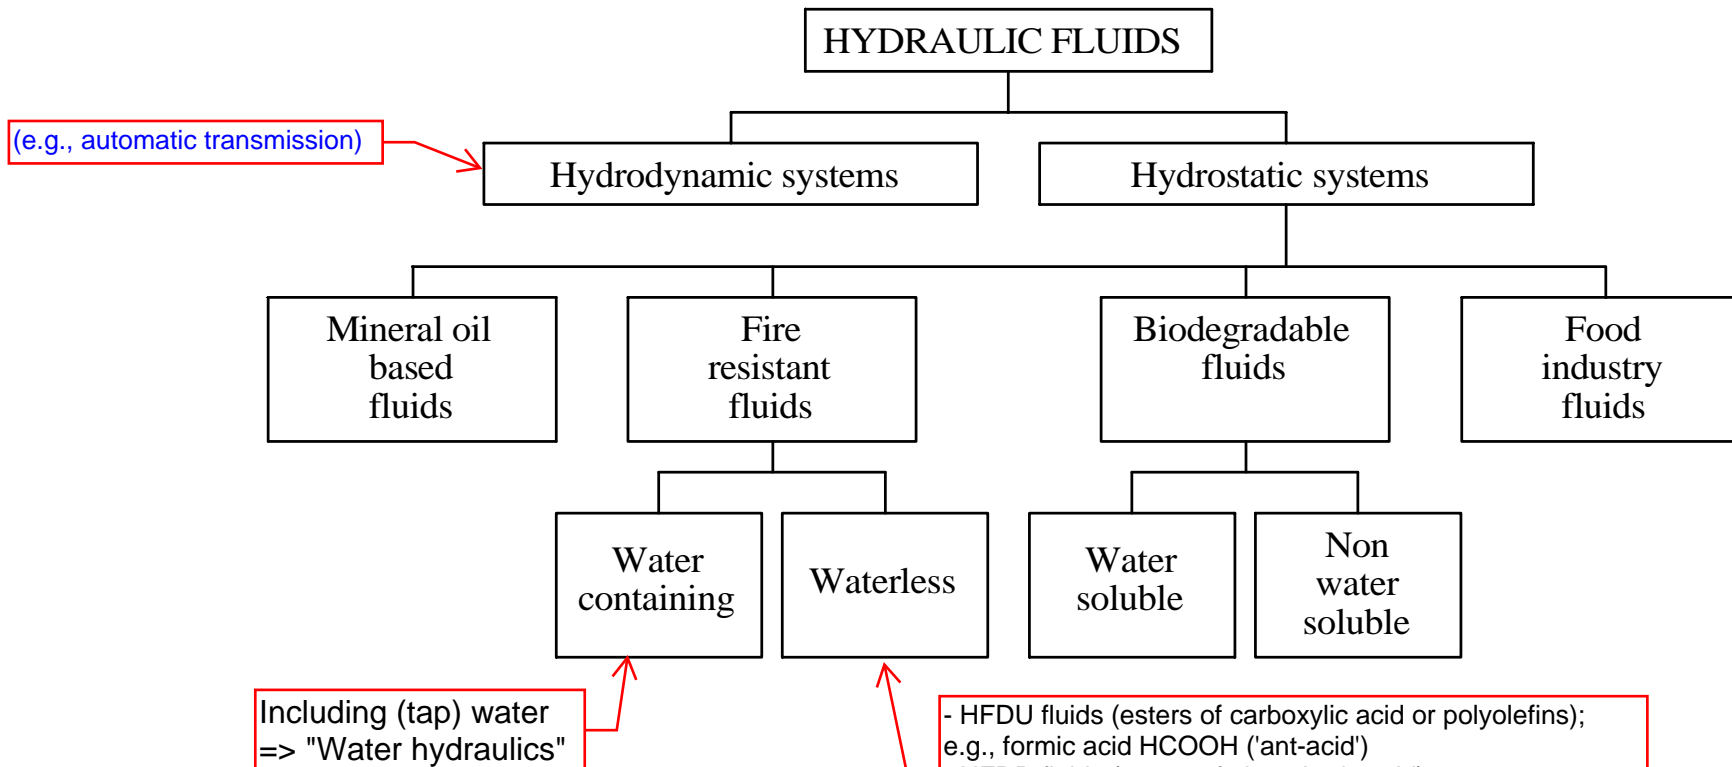 HYDRAULIC FLUIDS
(e.g., automatic transmission)
Hydrodynamic systems
Hydrostatic systems
Mineral oil
based
fluids
Fire
resistant
fluids
Biodegradable
fluids
Food
industry
fluids
Water
containing
Waterless
Water
soluble
Non
water
soluble
Including (tap) water
=> "Water hydraulics"
- HFDU fluids (esters of carboxylic acid or polyolefins);
e.g., formic acid HCOOH ('ant-acid')